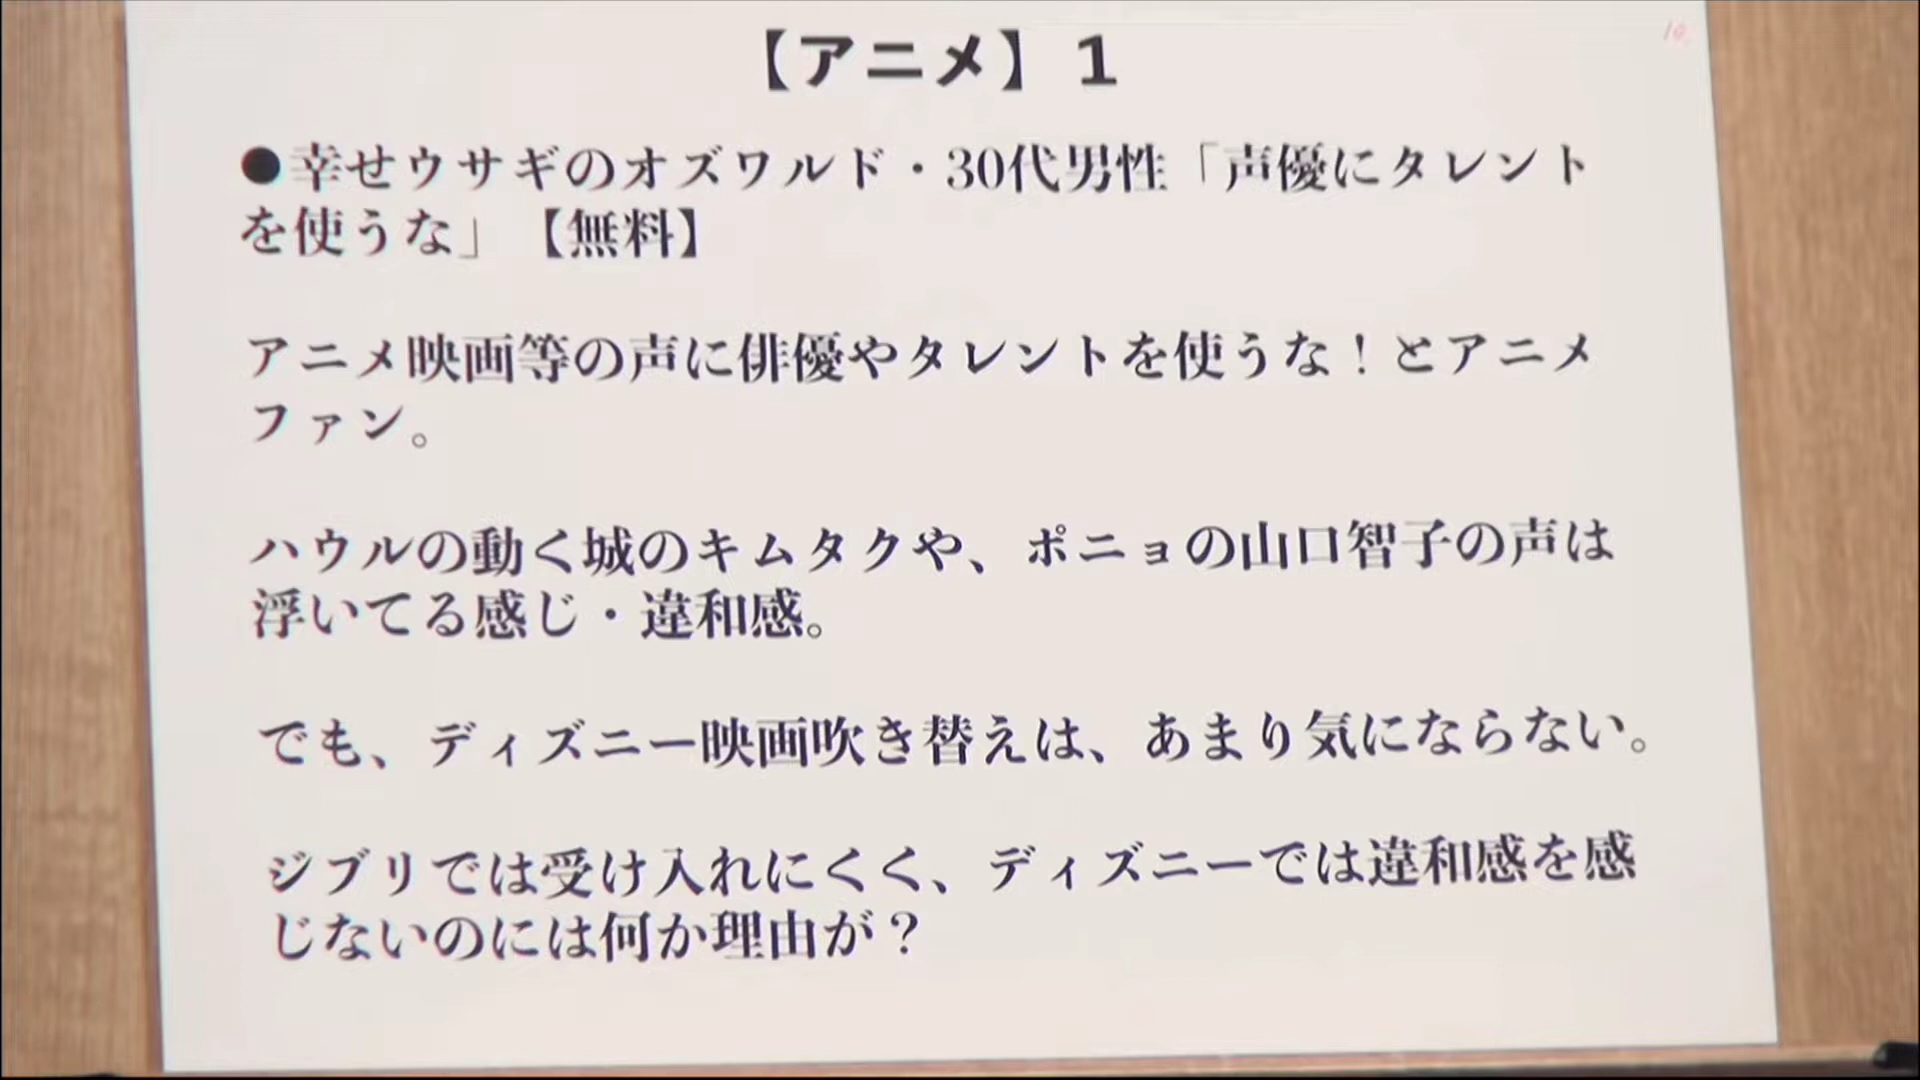 【アニメ】１
10
●幸せウサギのオズワルド・30代男性「声優にタレント
を使うな」【無料】
アニメ映画等の声に俳優やタレントを使うな！とアニメ
ファン。
ハウルの動く城のキムタクや、ポニョの山口智子の声は
浮いてる感じ・違和感。
でも、ディズニー映画吹き替えは、あまり気にならない。
ジブリでは受け入れにくく、ディズニーでは違和感を感
じないのには何か理由が？